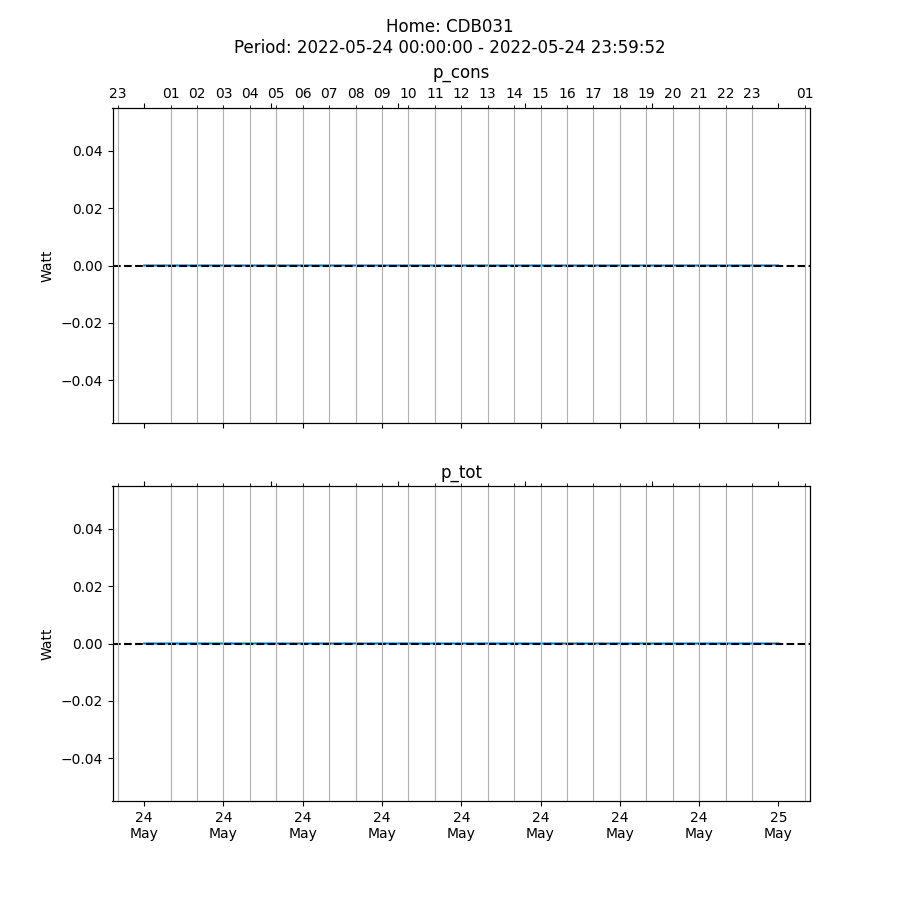 Home: CDB031
Period: 2022-05-24 00:00:00 - 2022-05-24 23:59:52
p_cons
23 01 02 03 04 05 06 07 08 09 10 11 12 13 14 15 16 17 18 19 20 21 22 23 01
0.04
0.02
0.00
−0.02
−0.04
Watt
p_tot
0.04
0.02
0.00
−0.02
−0.04
Watt
24 24 24 24 24 24 24 24 25
May May May May May May May May May